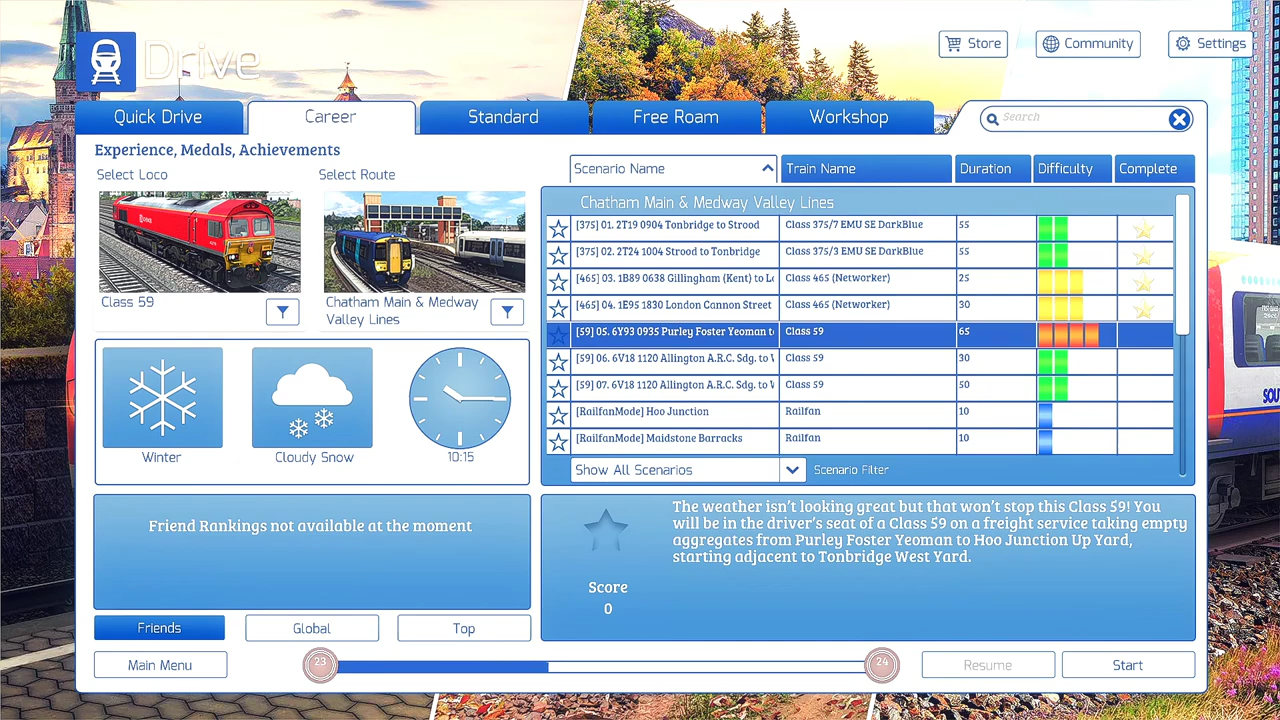 Drive
Store
Community
Settings
Quick Drive
Career
Standard
Free Roam
Workshop
Search
Experience, Medals, Achievements
Select Loco
Select Route
Class 59
Chatham Main & Medway
Valley Lines
Winter
Cloudy Snow
10:15
Scenario Name Train Name Duration Difficulty Complete
Chatham Main & Medway Valley Lines
[375] 01. 2T19 0904 Tonbridge to Strood Class 375/7 EMU SE DarkBlue 55
[375] 02. 2T24 1004 Strood to Tonbridge Class 375/7 EMU SE DarkBlue 55
[465] 03. 1B89 0638 Gillingham (Kent) to Lo Class 465 (Networker) 25
[465] 04. 1E95 1830 London Cannon Street Class 465 (Networker) 30
[59] 05. 6Y93 0935 Purley Foster Yeoman to Class 59 65
[59] 06. 6V18 1120 Allington A.R.C. Sdg. to Class 59 30
[59] 07. 6V18 1120 Allington A.R.C. Sdg. to Class 59 50
[RailfanMode] Hoo Junction Railfan 10
[RailfanMode] Maidstone Barracks Railfan 10
Show All Scenarios
Scenario Filter
Friend Rankings not available at the moment
Score
0
The weather isn't looking great but that won't stop this Class 59! You
will be in the driver's seat of a Class 59 on a freight service taking empty
aggregates from Purley Foster Yeoman to Hoo Junction Up Yard,
starting adjacent to Tonbridge West Yard.
Friends
Global
Top
Main Menu
23
24
Resume
Start